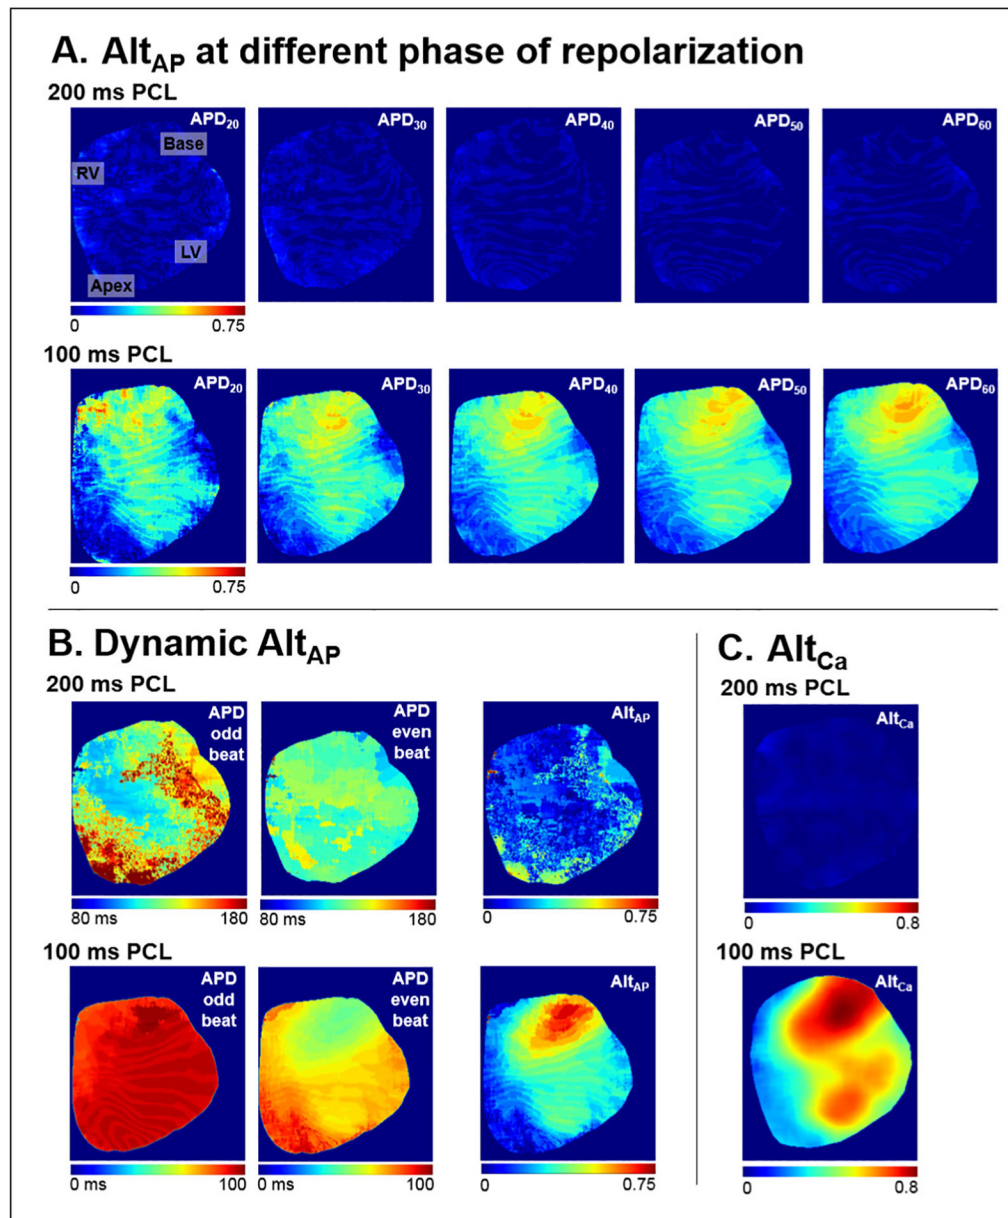 A. AltAP at different phase of repolarization
200 ms PCL
APD20 APD30 APD40 APD50 APD60
Base
RV
LV
Apex
0 0.75
100 ms PCL
APD20 APD30 APD40 APD50 APD60
0 0.75
B. Dynamic AltAP
200 ms PCL
APD odd beat
APD even beat
AltAP
80 ms 180
80 ms 180
0 0.75
100 ms PCL
APD odd beat
APD even beat
AltAP
0 ms 100
0 ms 100
0 0.75
C. AltCa
200 ms PCL
AltCa
0 0.8
100 ms PCL
AltCa
0 0.8